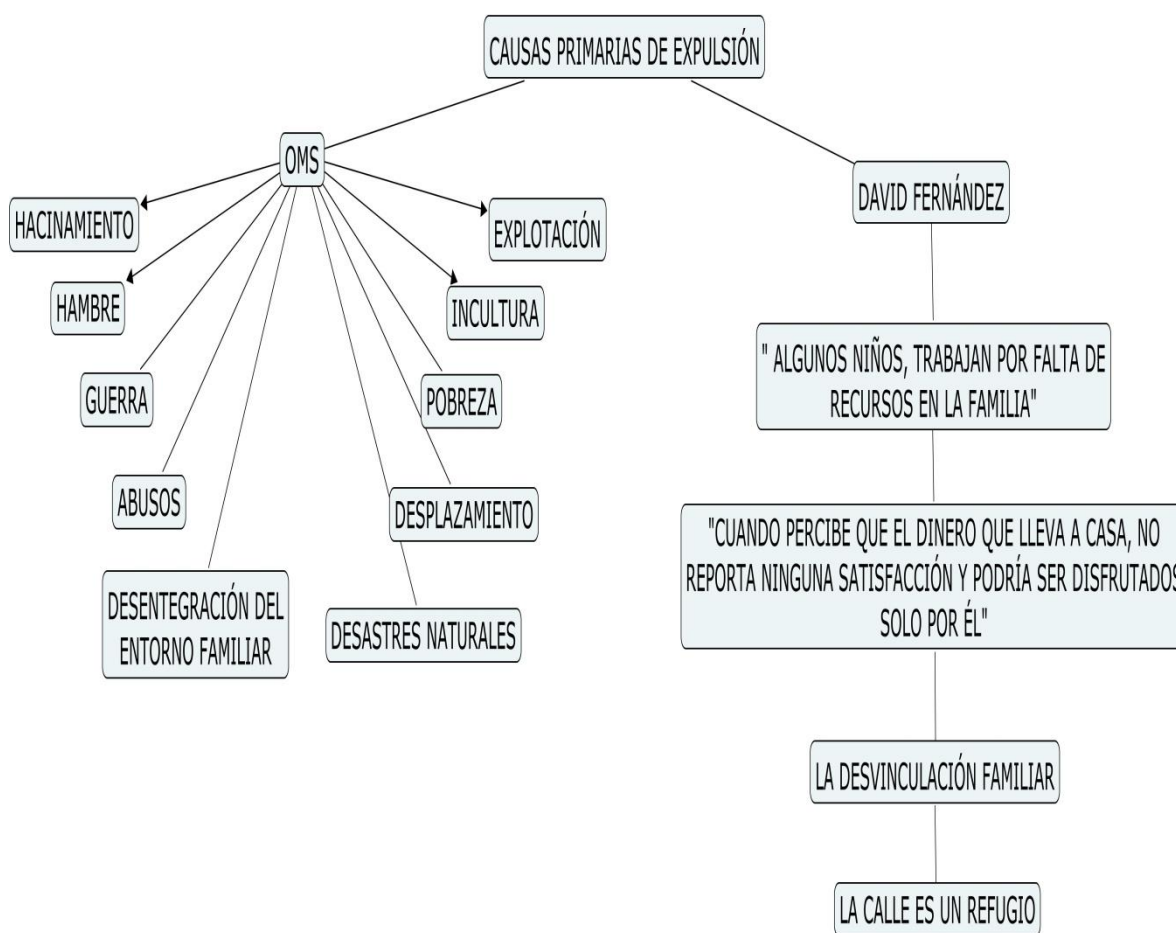 CAUSAS PRIMARIAS DE EXPULSIÓN
OMS
HACINAMIENTO
HAMBRE
GUERRA
ABUSOS
DESENTEGRACIÓN DEL
ENTORNO FAMILIAR
DESASTRES NATURALES
DESPLAZAMIENTO
POBREZA
INCULTURA
EXPLOTACIÓN
DAVID FERNÁNDEZ
" ALGUNOS NIÑOS, TRABAJAN POR FALTA DE
RECURSOS EN LA FAMILIA"
"CUANDO PERCIBE QUE EL DINERO QUE LLEVA A CASA, NO
REPORTA NINGUNA SATISFACCIÓN Y PODRÍA SER DISFRUTADOS
SOLO POR ÉL"
LA DESVINCULACIÓN FAMILIAR
LA CALLE ES UN REFUGIO